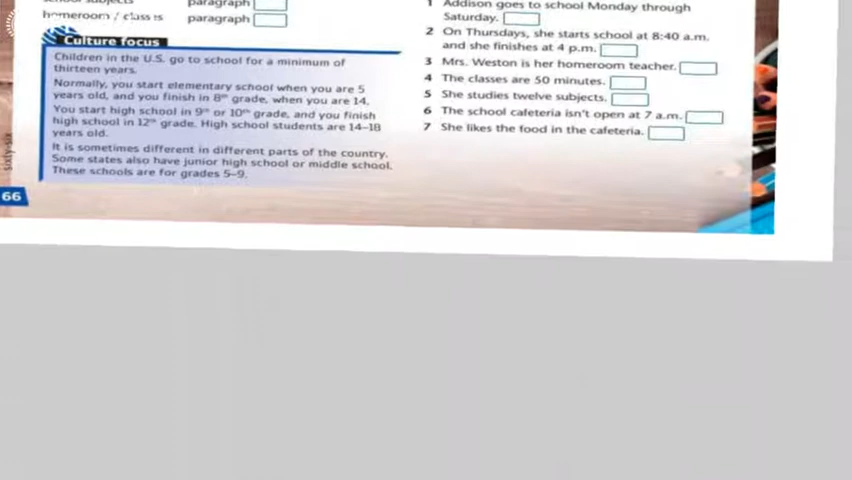 paragraph
homeroom / classes
paragraph
Culture focus
Children in the U.S. go to school for a minimum of
thirteen years.
Normally, you start elementary school when you are 5
years old, and you finish in 8th grade, when you are 14.
You start high school in 9th or 10th grade, and you finish
high school in 12th grade. High school students are 14–18
years old.
It is sometimes different in different parts of the country.
Some states also have junior high school or middle school.
These schools are for grades 5–9.
sixty-six
66
1 Addison goes to school Monday through
Saturday.
2 On Thursdays, she starts school at 8:40 a.m.
and she finishes at 4 p.m.
3 Mrs. Weston is her homeroom teacher.
4 The classes are 50 minutes.
5 She studies twelve subjects.
6 The school cafeteria isn't open at 7 a.m.
7 She likes the food in the cafeteria.